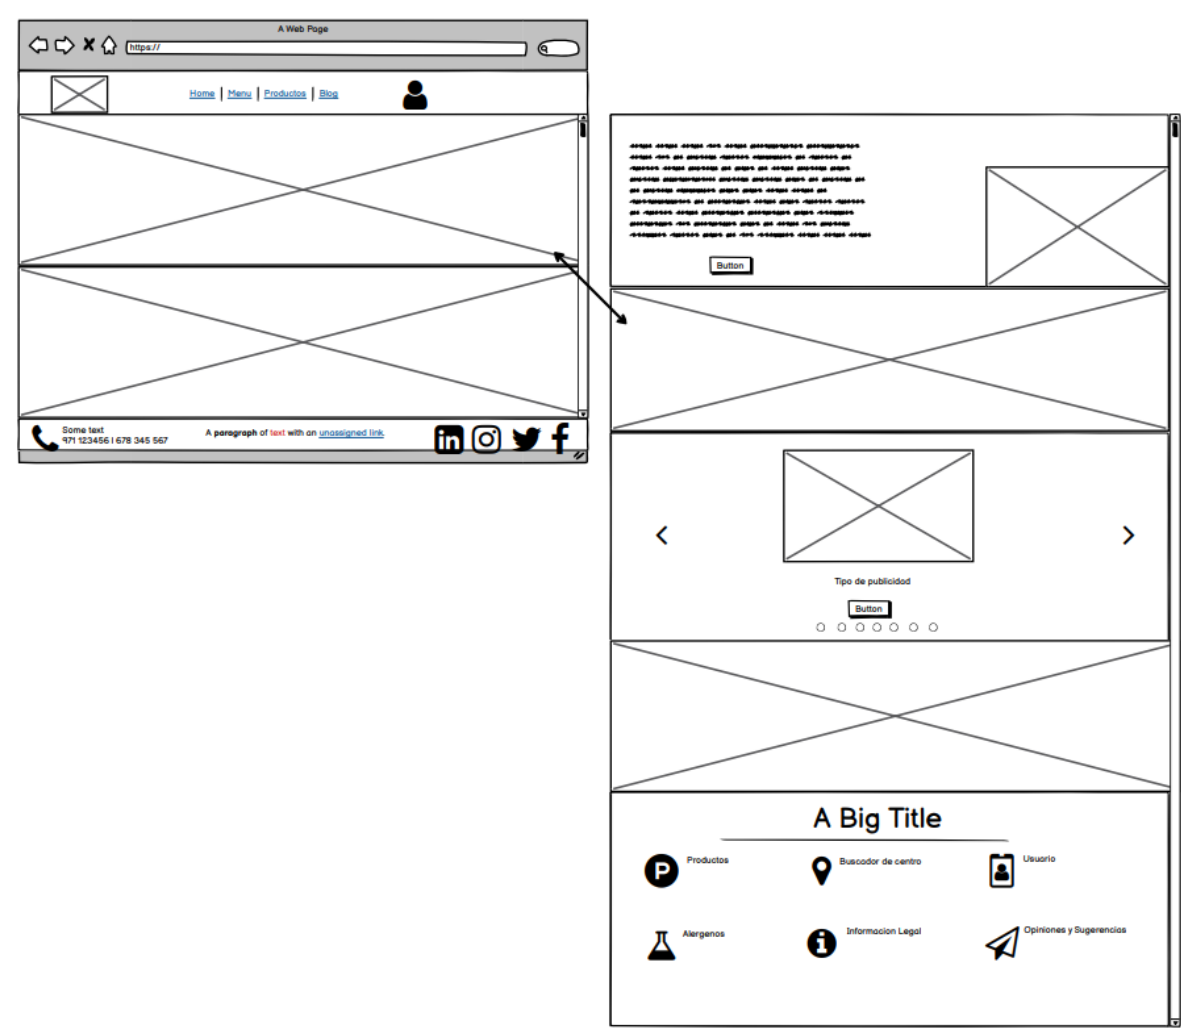 A Web Page
https://
Home | Menu | Productos | Blog
Some text
971 123456 | 678 345 567
A paragraph of text with an unassigned link.
Button
Tipo de publicidad
Button
A Big Title
Productos
Buscador de centro
Usuario
Alergenos
Informacion Legal
Opiniones y Sugerencias